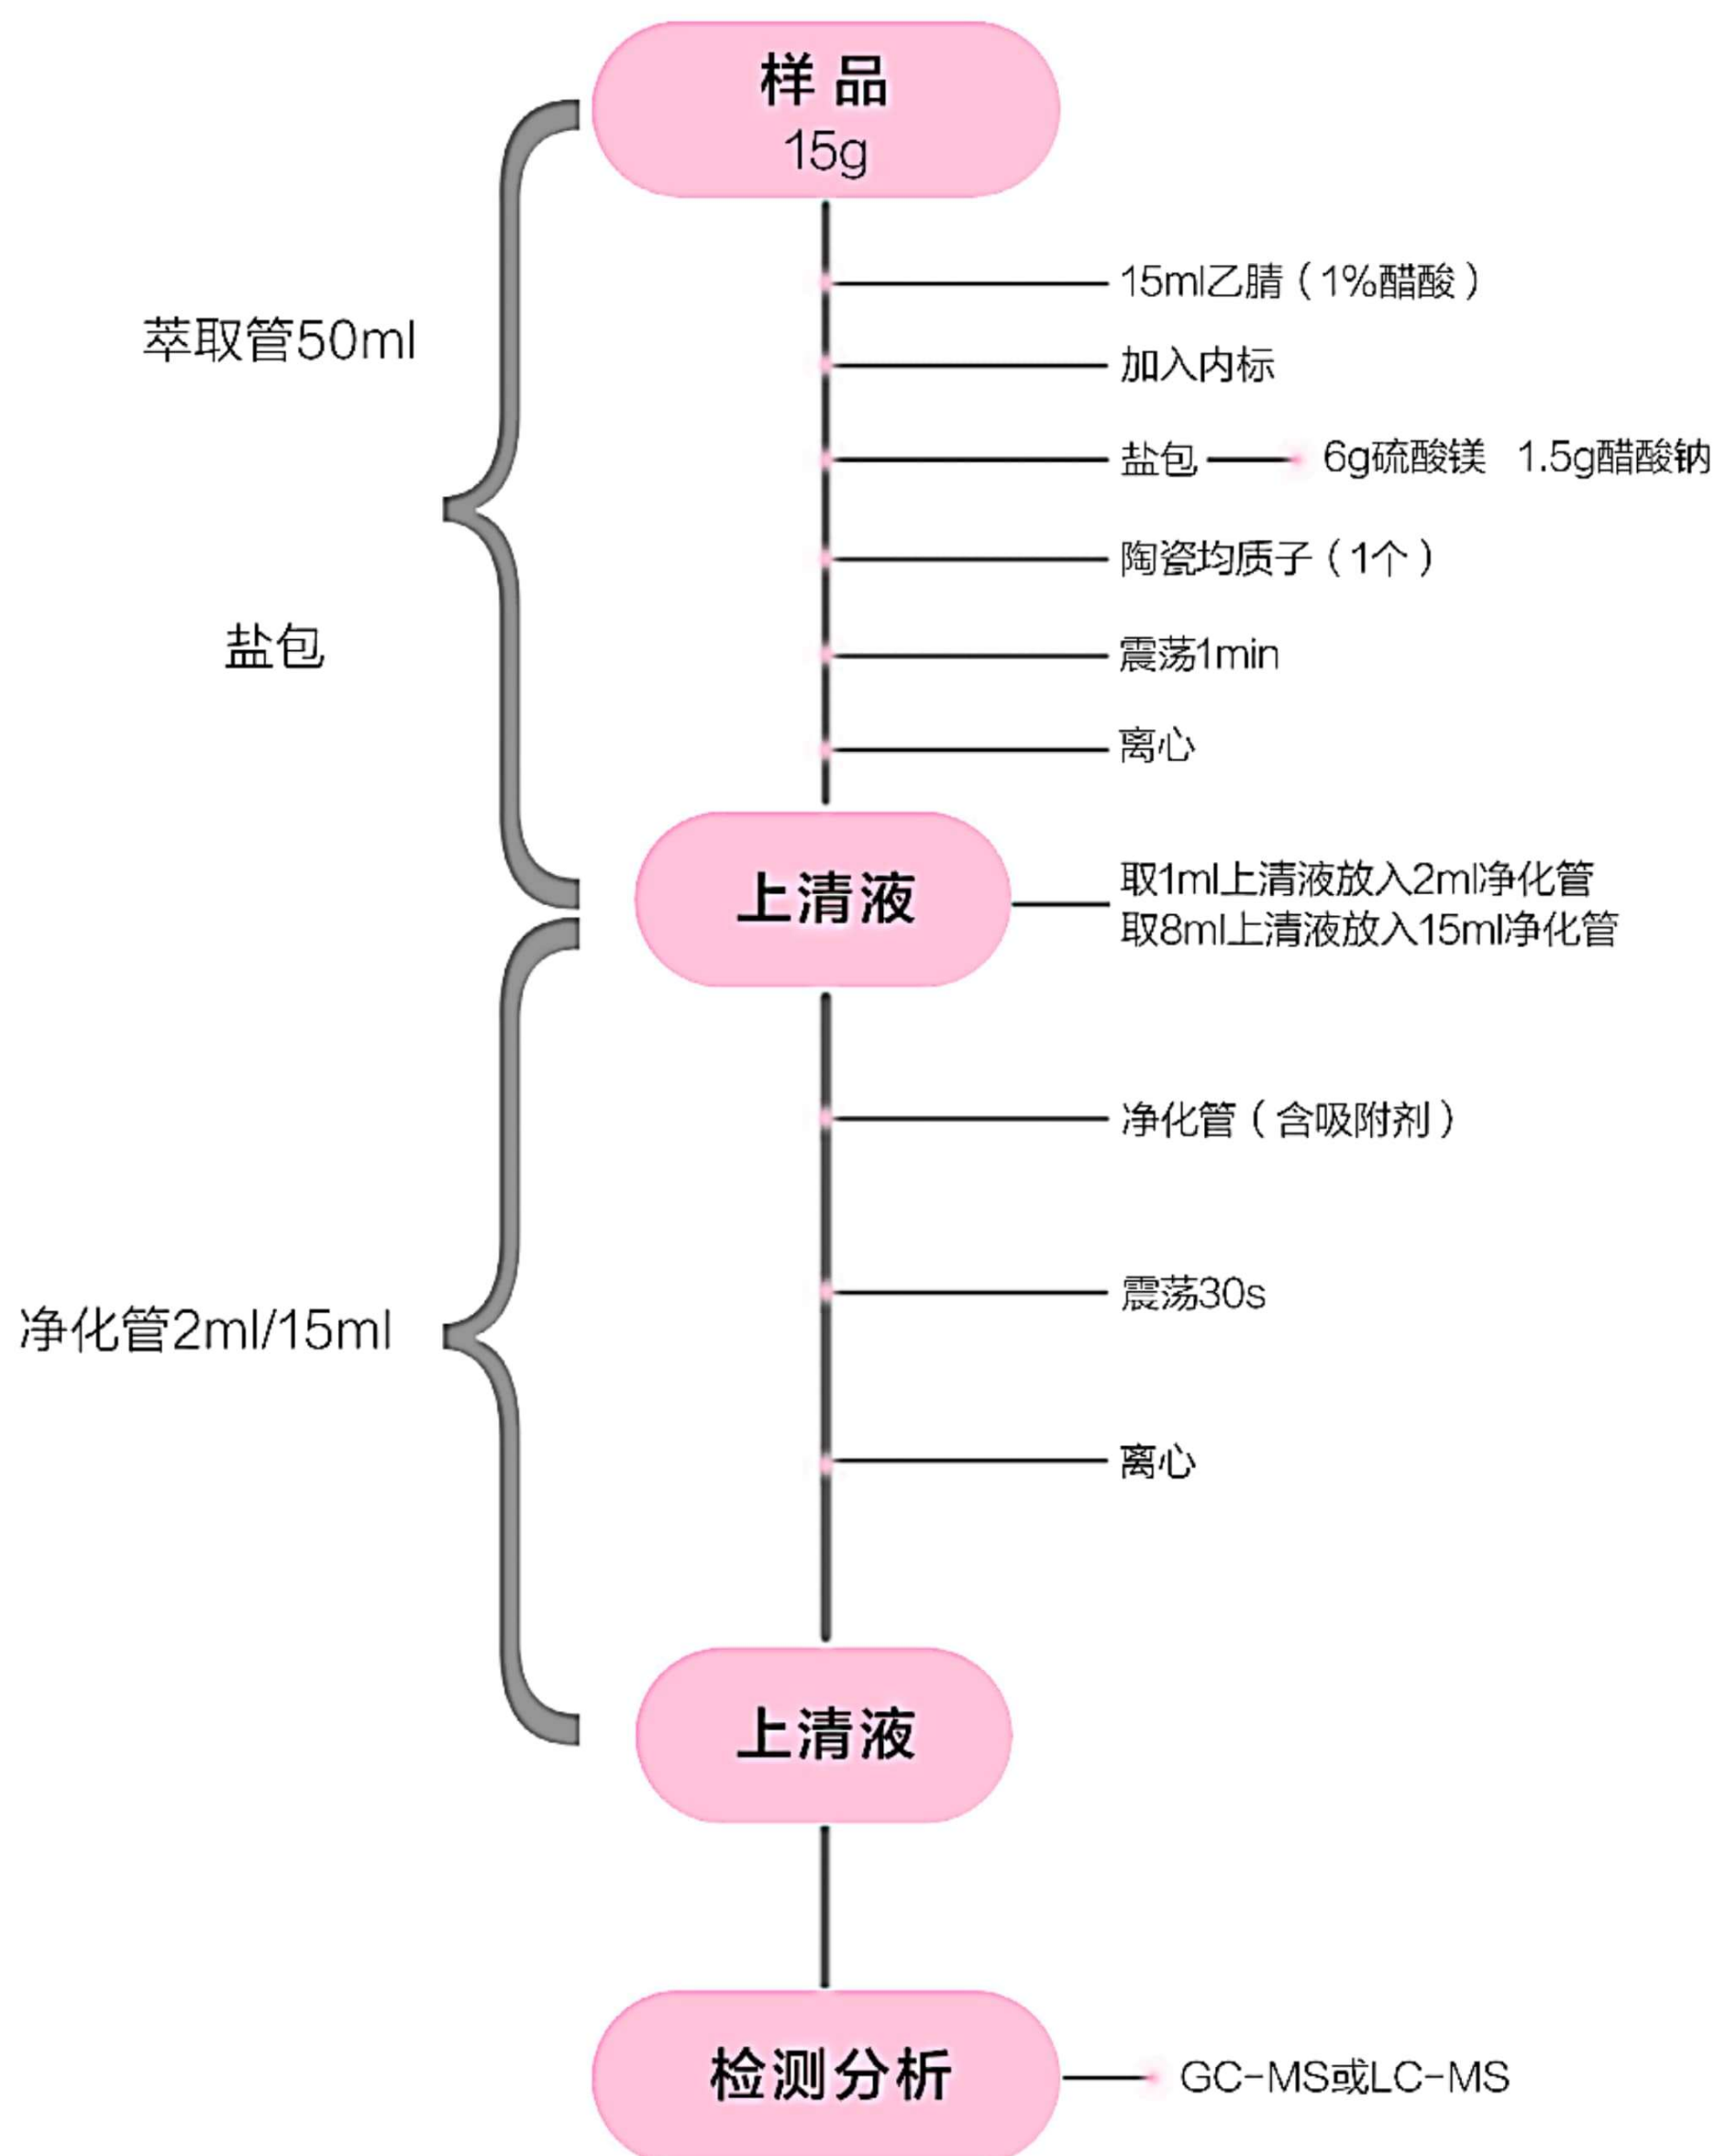 样品
15g
15ml乙腈（1%醋酸）
萃取管50ml
加入内标
盐包 6g硫酸镁 1.5g醋酸钠
陶瓷均质子（1个）
盐包
震荡1min
离心
上清液
取1ml上清液放入2ml净化管
取8ml上清液放入15ml净化管
净化管（含吸附剂）
震荡30s
净化管2ml/15ml
离心
上清液
检测分析
GC-MS或LC-MS